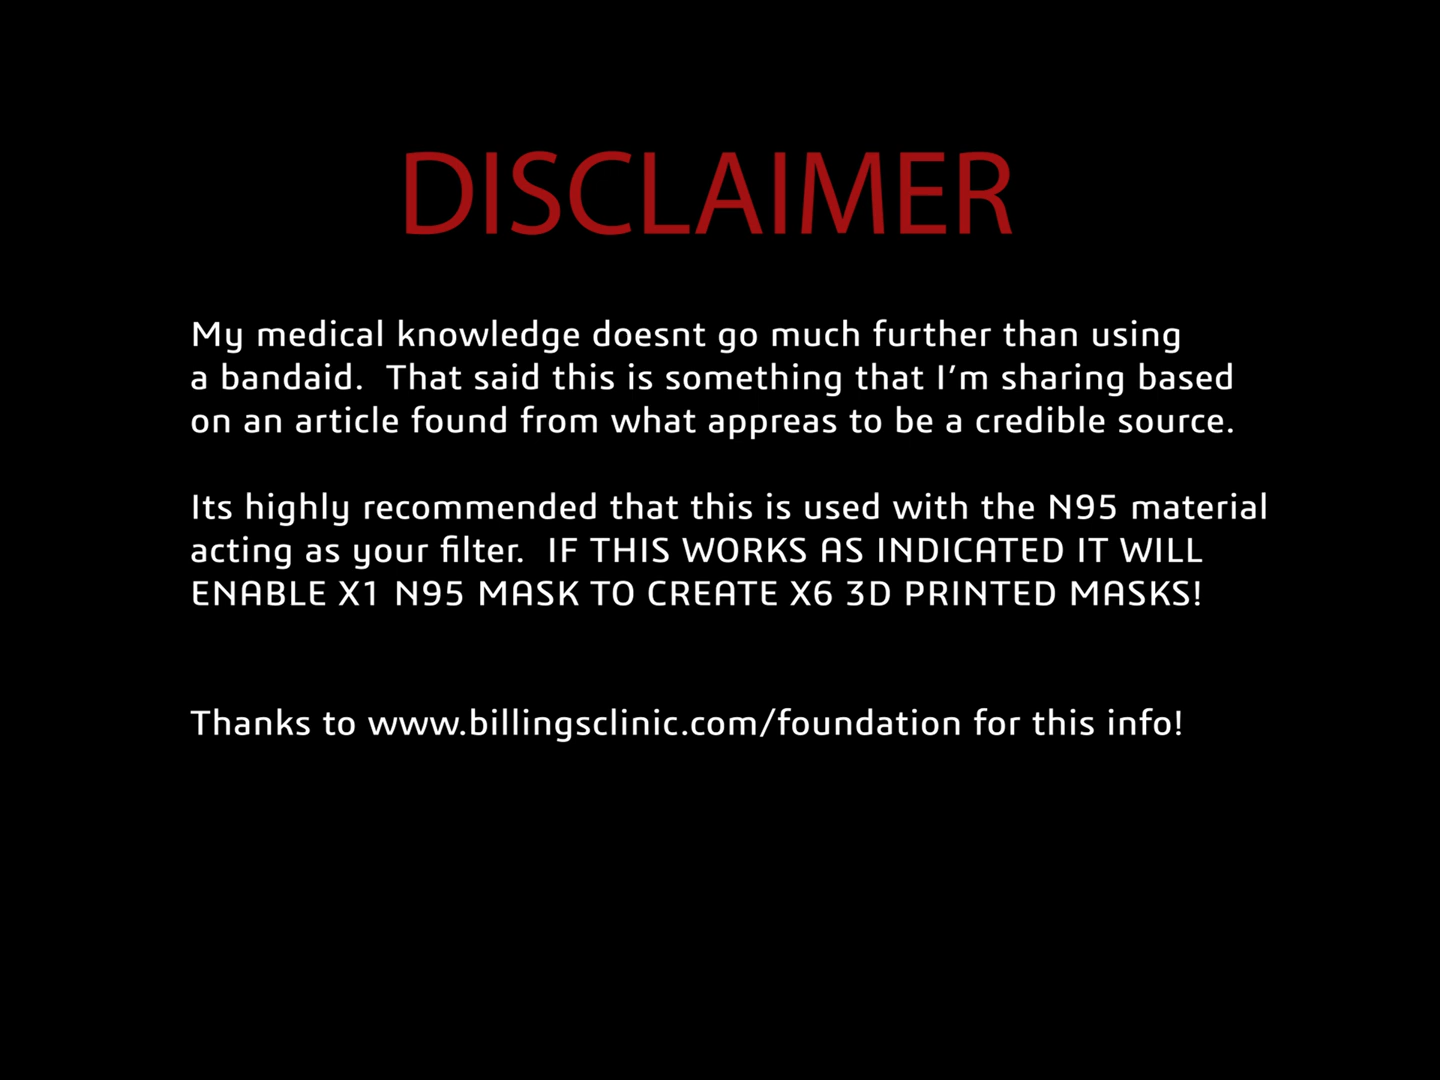 DISCLAIMER
My medical knowledge doesnt go much further than using
a bandaid.  That said this is something that I’m sharing based
on an article found from what appreas to be a credible source.
Its highly recommended that this is used with the N95 material
acting as your filter.  IF THIS WORKS AS INDICATED IT WILL
ENABLE X1 N95 MASK TO CREATE X6 3D PRINTED MASKS!
Thanks to www.billingsclinic.com/foundation for this info!